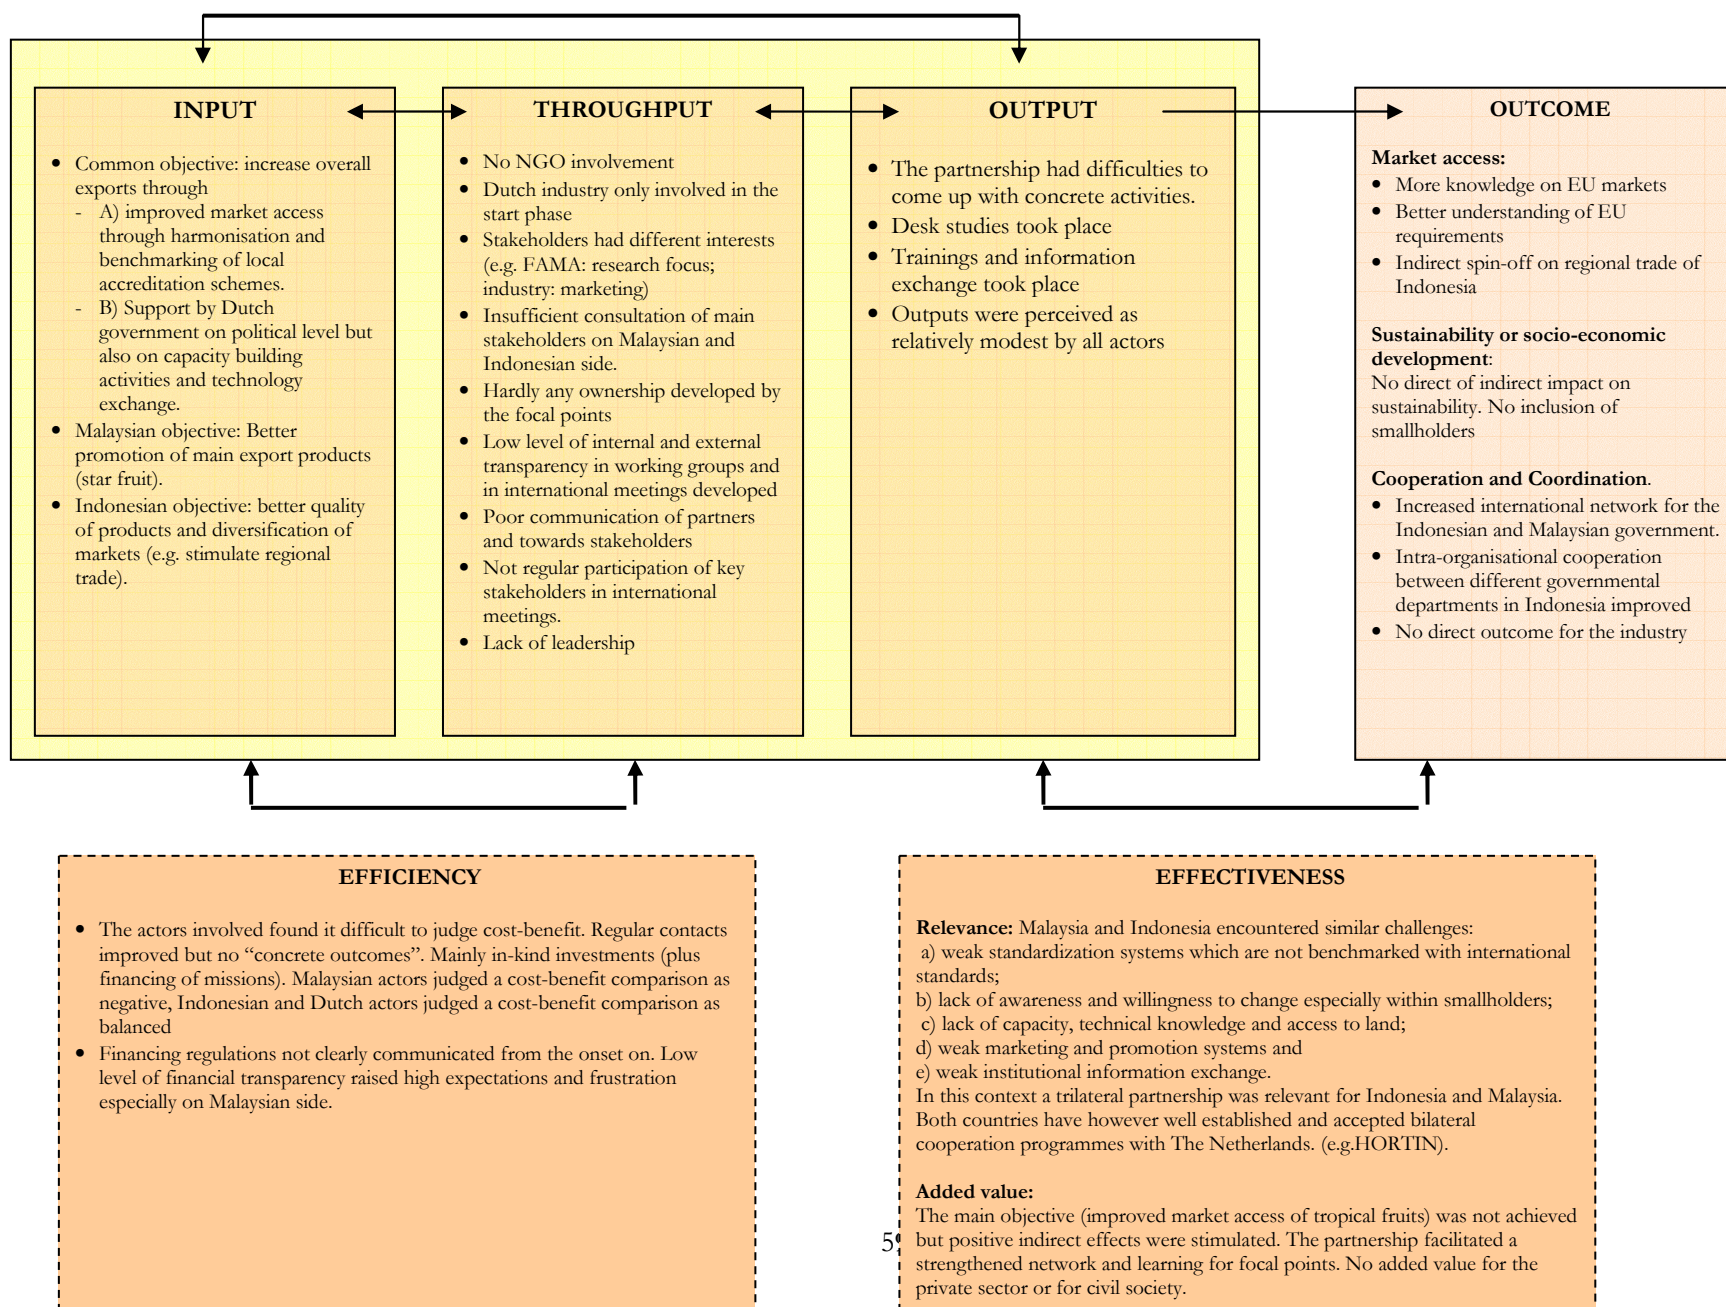 INPUT
• Common objective: increase overall
exports through
- A) improved market access
through harmonisation and
benchmarking of local
accreditation schemes.
- B) Support by Dutch
government on political level but
also on capacity building
activities and technology
exchange.
• Malaysian objective: Better
promotion of main export products
(star fruit).
• Indonesian objective: better quality
of products and diversification of
markets (e.g. stimulate regional
trade).
THROUGHPUT
• No NGO involvement
• Dutch industry only involved in the
start phase
• Stakeholders had different interests
(e.g. FAMA: research focus;
industry: marketing)
• Insufficient consultation of main
stakeholders on Malaysian and
Indonesian side.
• Hardly any ownership developed by
the focal points
• Low level of internal and external
transparency in working groups and
in international meetings developed
• Poor communication of partners
and towards stakeholders
• Not regular participation of key
stakeholders in international
meetings.
• Lack of leadership
OUTPUT
• The partnership had difficulties to
come up with concrete activities.
• Desk studies took place
• Trainings and information
exchange took place
• Outputs were perceived as
relatively modest by all actors
OUTCOME
Market access:
• More knowledge on EU markets
• Better understanding of EU
requirements
• Indirect spin-off on regional trade of
Indonesia
Sustainability or socio-economic
development:
No direct of indirect impact on
sustainability. No inclusion of
smallholders
Cooperation and Coordination.
• Increased international network for the
Indonesian and Malaysian government.
• Intra-organisational cooperation
between different governmental
departments in Indonesia improved
• No direct outcome for the industry
EFFICIENCY
• The actors involved found it difficult to judge cost-benefit. Regular contacts
improved but no “concrete outcomes”. Mainly in-kind investments (plus
financing of missions). Malaysian actors judged a cost-benefit comparison as
negative, Indonesian and Dutch actors judged a cost-benefit comparison as
balanced
• Financing regulations not clearly communicated from the onset on. Low
level of financial transparency raised high expectations and frustration
especially on Malaysian side.
EFFECTIVENESS
Relevance: Malaysia and Indonesia encountered similar challenges:
a) weak standardization systems which are not benchmarked with international
standards;
b) lack of awareness and willingness to change especially within smallholders;
c) lack of capacity, technical knowledge and access to land;
d) weak marketing and promotion systems and
e) weak institutional information exchange.
In this context a trilateral partnership was relevant for Indonesia and Malaysia.
Both countries have however well established and accepted bilateral
cooperation programmes with The Netherlands. (e.g.HORTIN).
Added value:
The main objective (improved market access of tropical fruits) was not achieved
but positive indirect effects were stimulated. The partnership facilitated a
strengthened network and learning for focal points. No added value for the
private sector or for civil society.